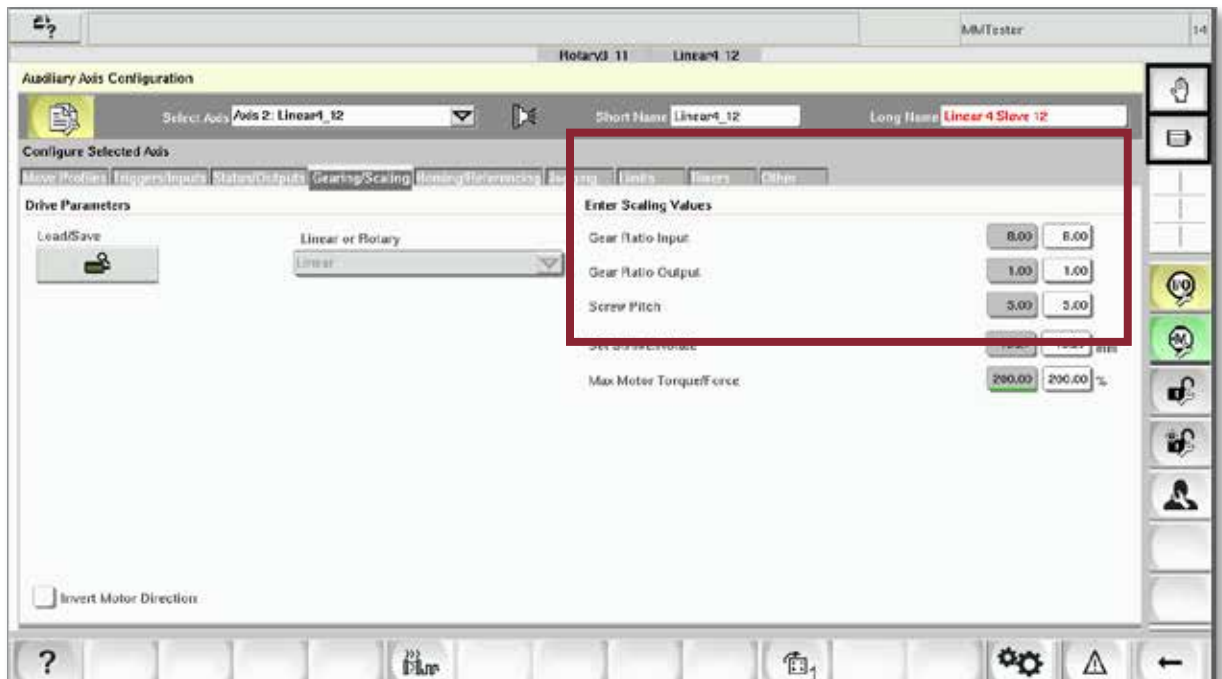 MMTester
14
Rotary3_11 Linear4_12
Auxiliary Axis Configuration
Select Axis Axis 2: Linear4_12 Short Name Linear4_12 Long Name Linear 4 Slave 12
Configure Selected Axis
Move Profiles Triggers/Inputs Status/Outputs Gearing/Scaling Homing/Referencing Limits Timers Other
Drive Parameters Enter Scaling Values
Load/Save Linear or Rotary Gear Ratio Input 8.00 8.00
Linear
Gear Ratio Output 1.00 1.00
Screw Pitch 5.00 5.00
mm
Max Motor Torque/Force 200.00 200.00 %
Invert Motor Direction
I/O
M
?
1